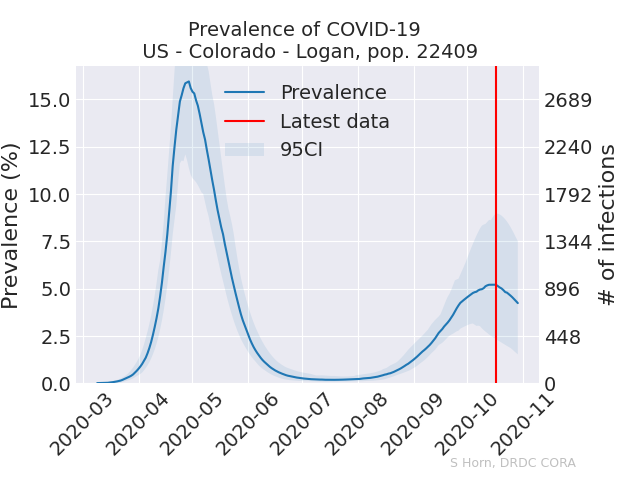 Prevalence of COVID-19
US - Colorado - Logan, pop. 22409
Prevalence
Latest data
95CI
Prevalence (%)
15.0
12.5
10.0
7.5
5.0
2.5
0.0
2689
2240
1792
1344
896
448
0
# of infections
2020-03
2020-04
2020-05
2020-06
2020-07
2020-08
2020-09
2020-10
2020-11
S Horn, DRDC CORA